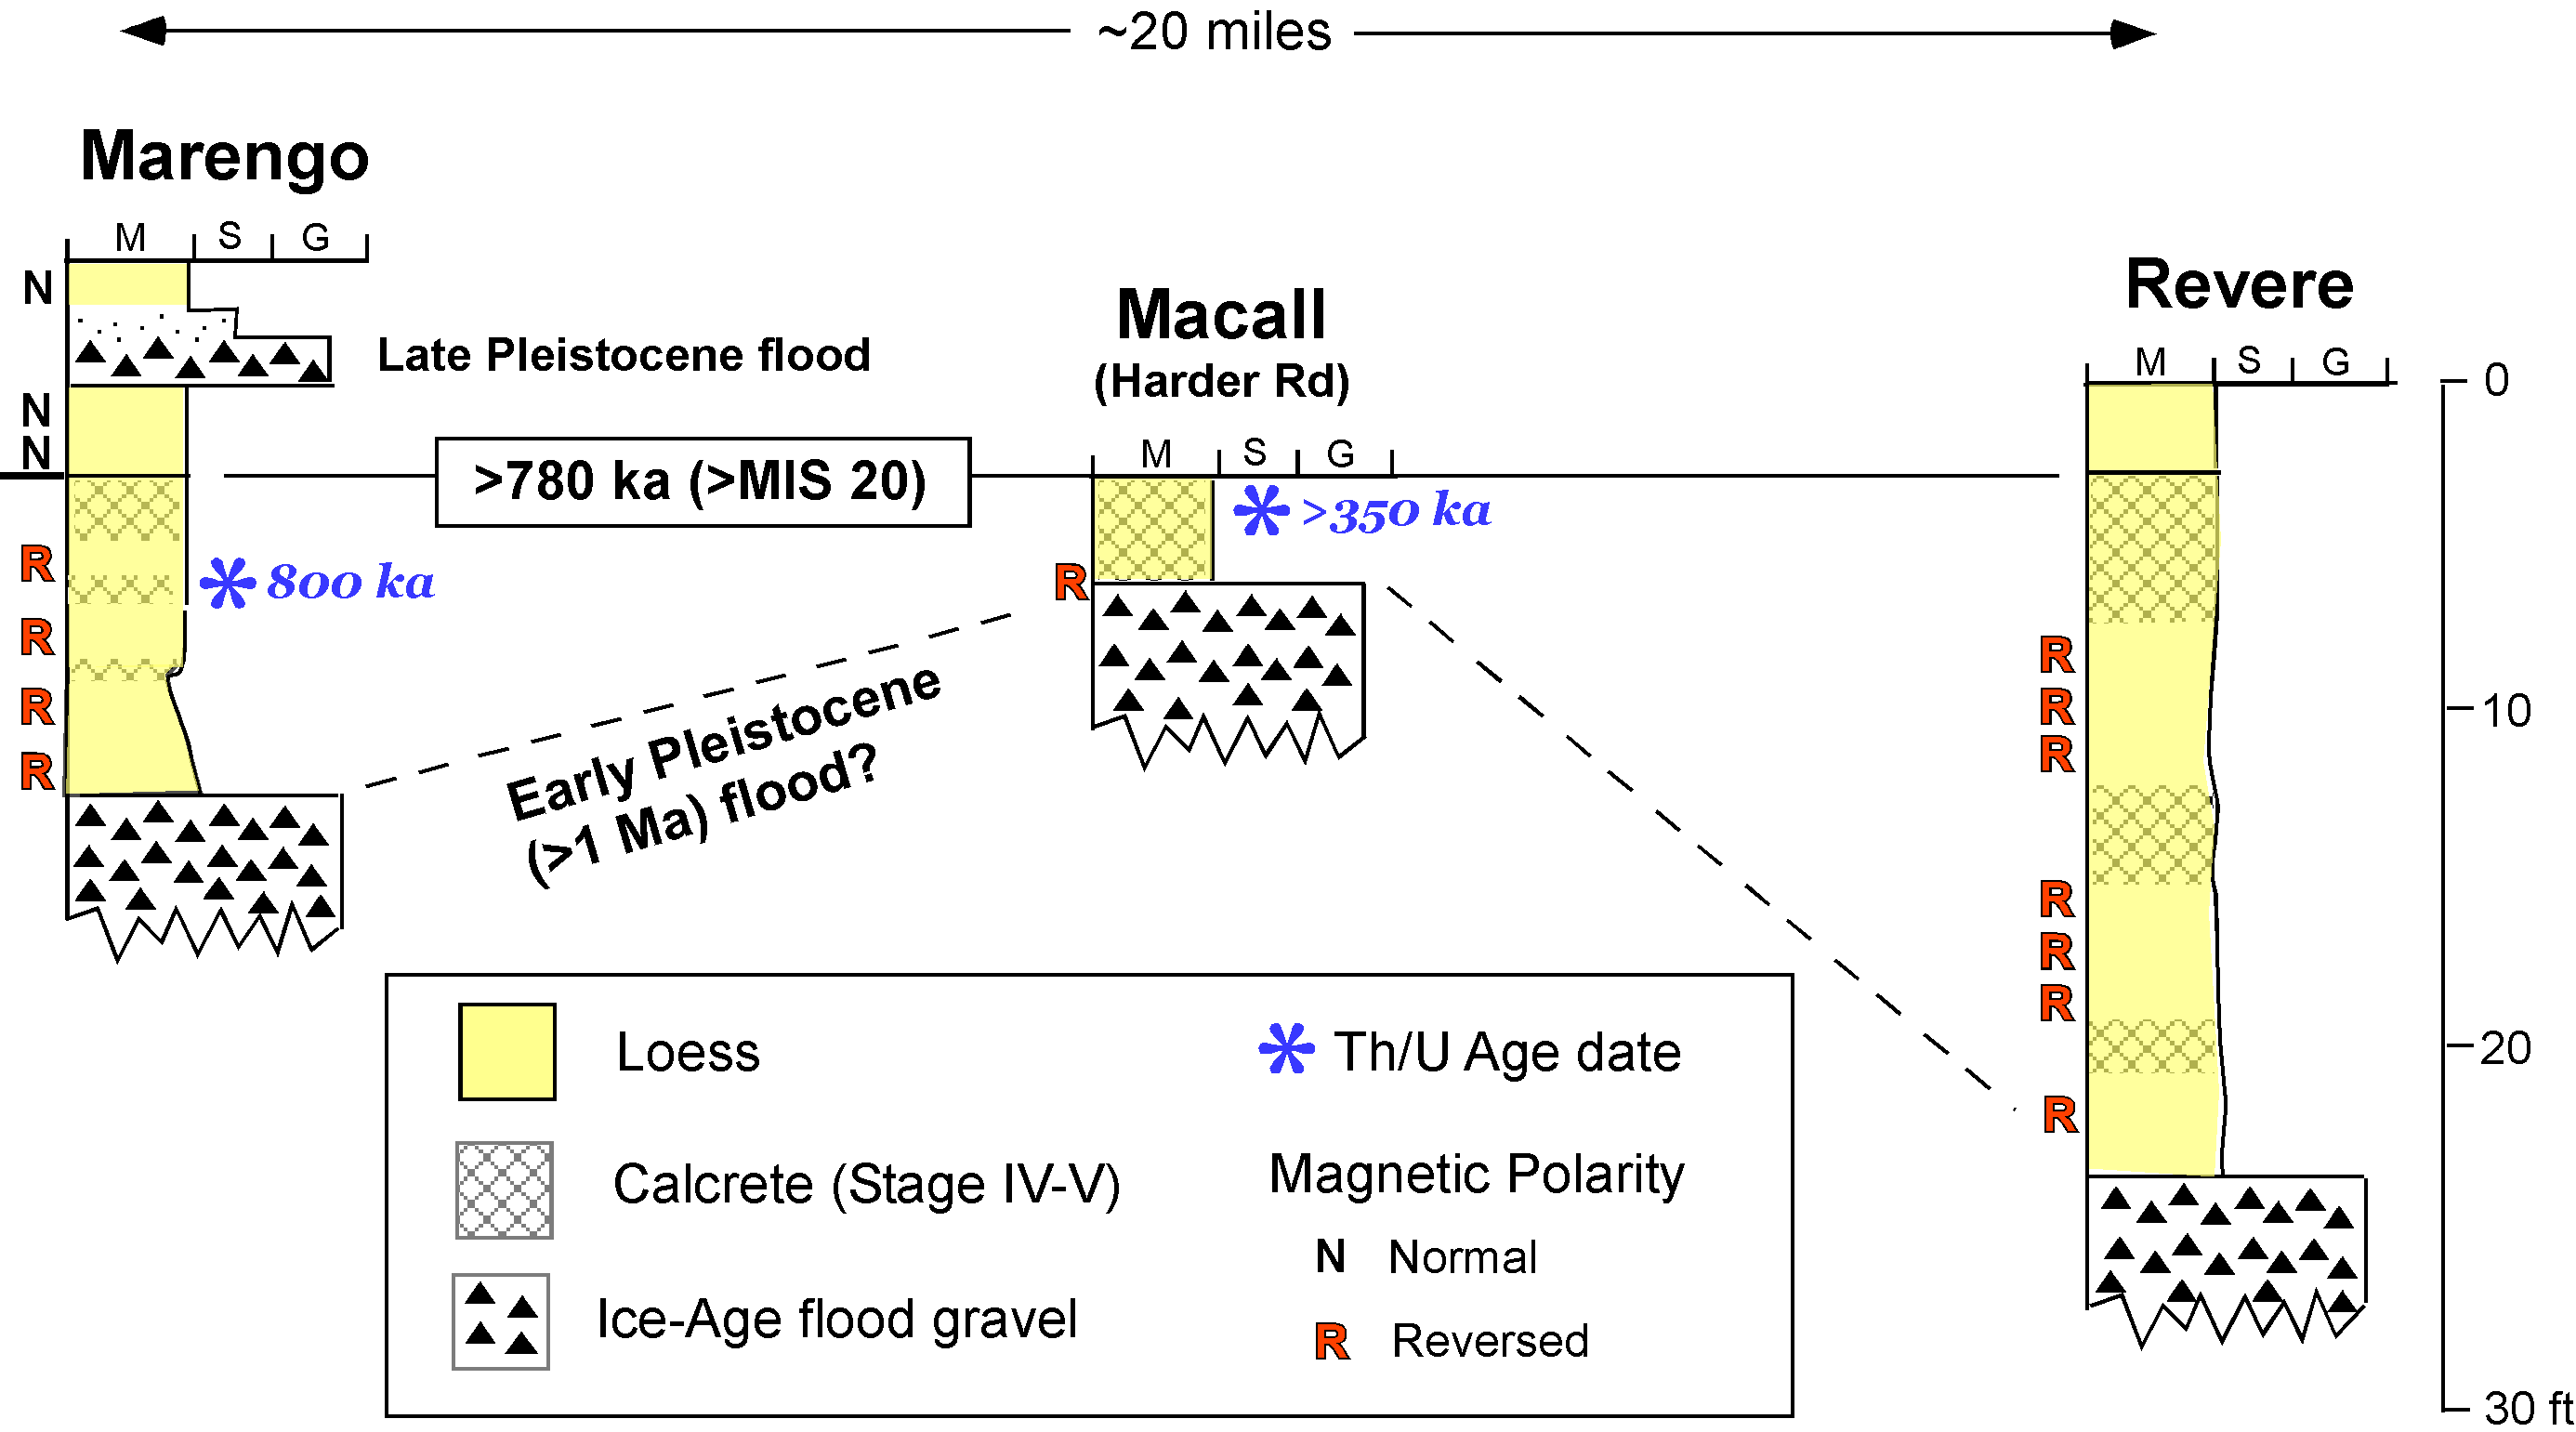 ~20 miles
Marengo
M S G
N
Late Pleistocene flood
N
N
>780 ka (>MIS 20)
R
800 ka
R
R
R
Macall
(Harder Rd)
M S G
>350 ka
R
Early Pleistocene
(>1 Ma) flood?
Revere
M S G
R
R
R
R
R
R
R
0
10
20
30 ft
Loess
Calcrete (Stage IV-V)
Ice-Age flood gravel
Th/U Age date
Magnetic Polarity
N Normal
R Reversed